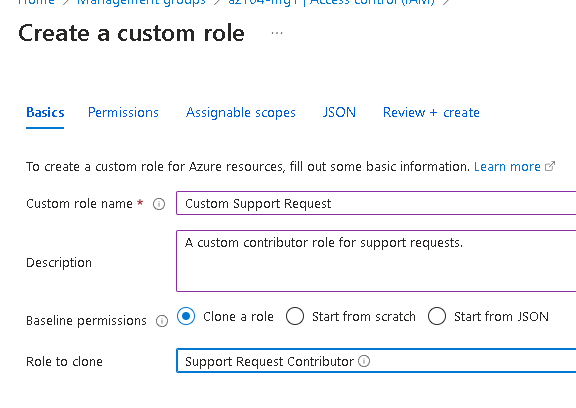 Home > Management groups > az104-mg1 | Access control (IAM) >
Create a custom role ...
Basics Permissions Assignable scopes JSON Review + create
To create a custom role for Azure resources, fill out some basic information. Learn more
Custom role name * Custom Support Request
Description A custom contributor role for support requests.
Baseline permissions Clone a role Start from scratch Start from JSON
Role to clone Support Request Contributor